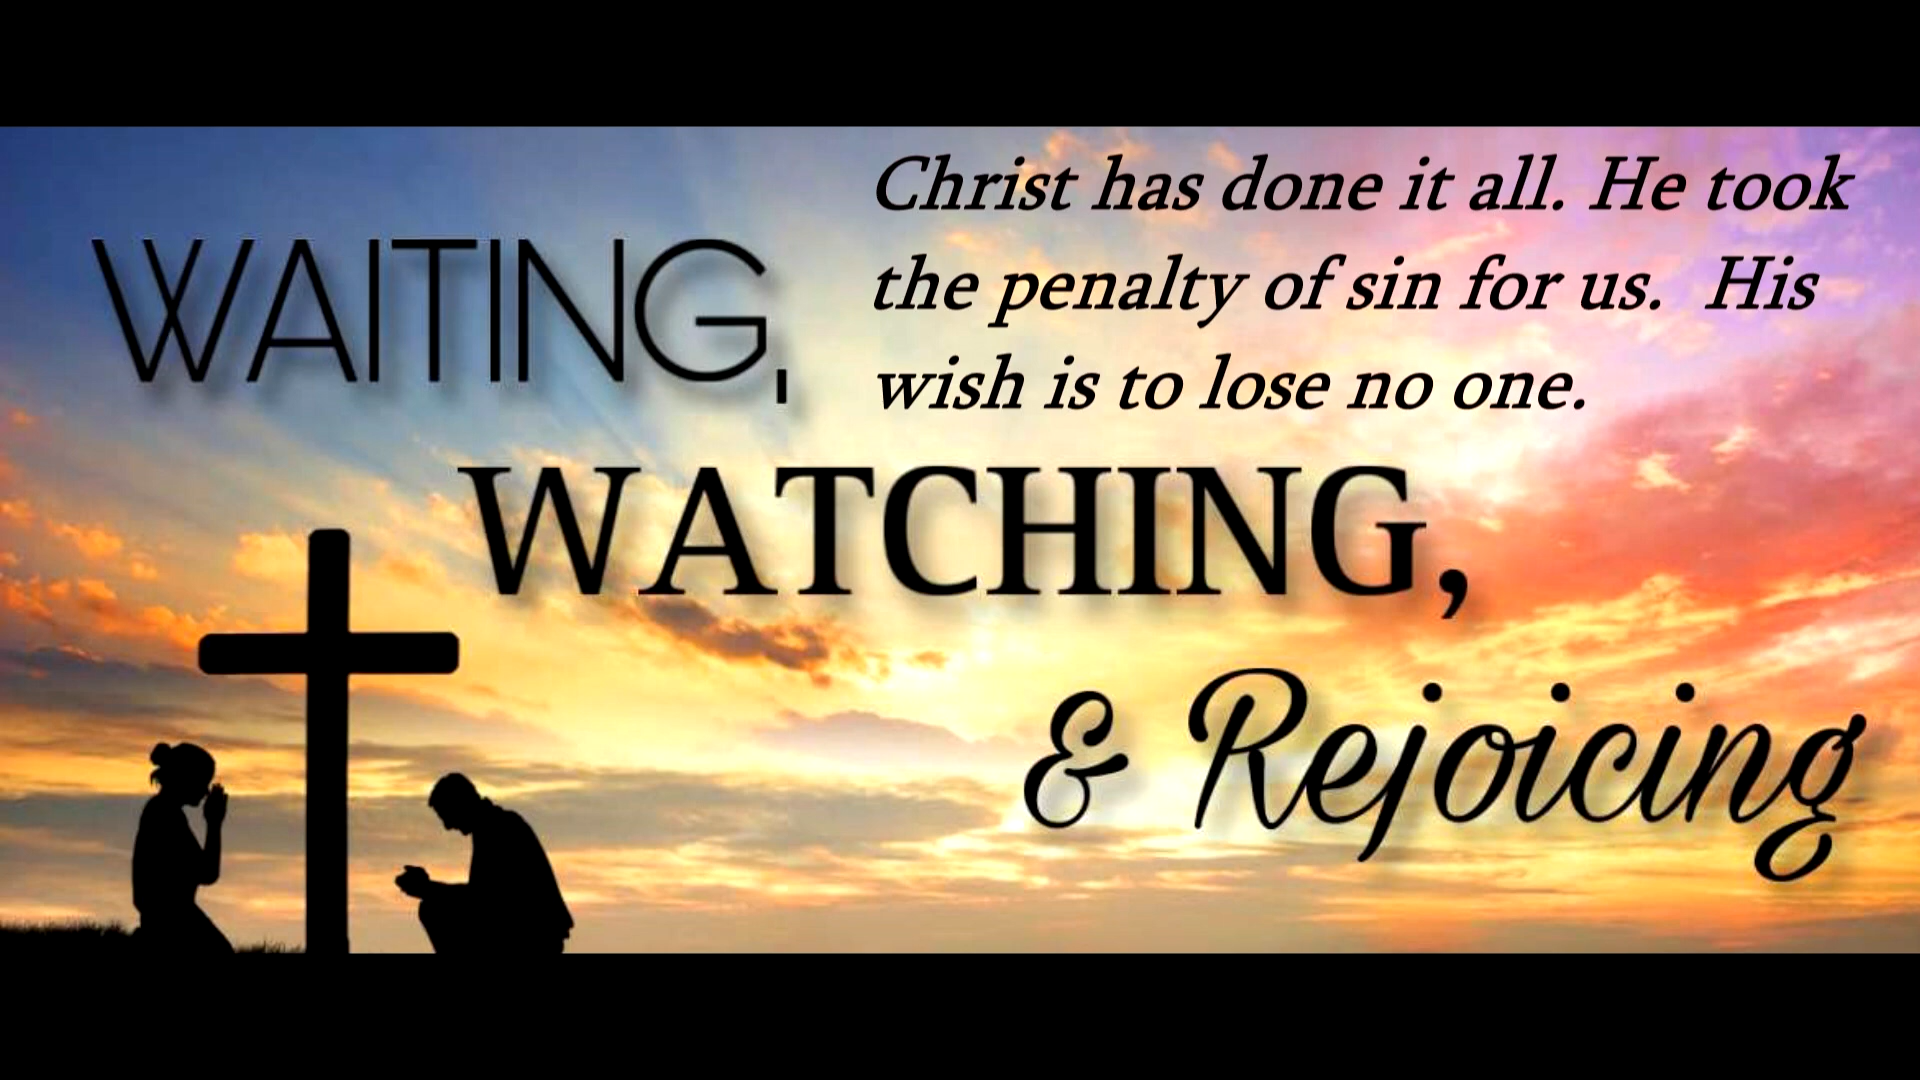 WAITING,
Christ has done it all. He took
the penalty of sin for us.  His
wish is to lose no one.
WATCHING,
& Rejoicing